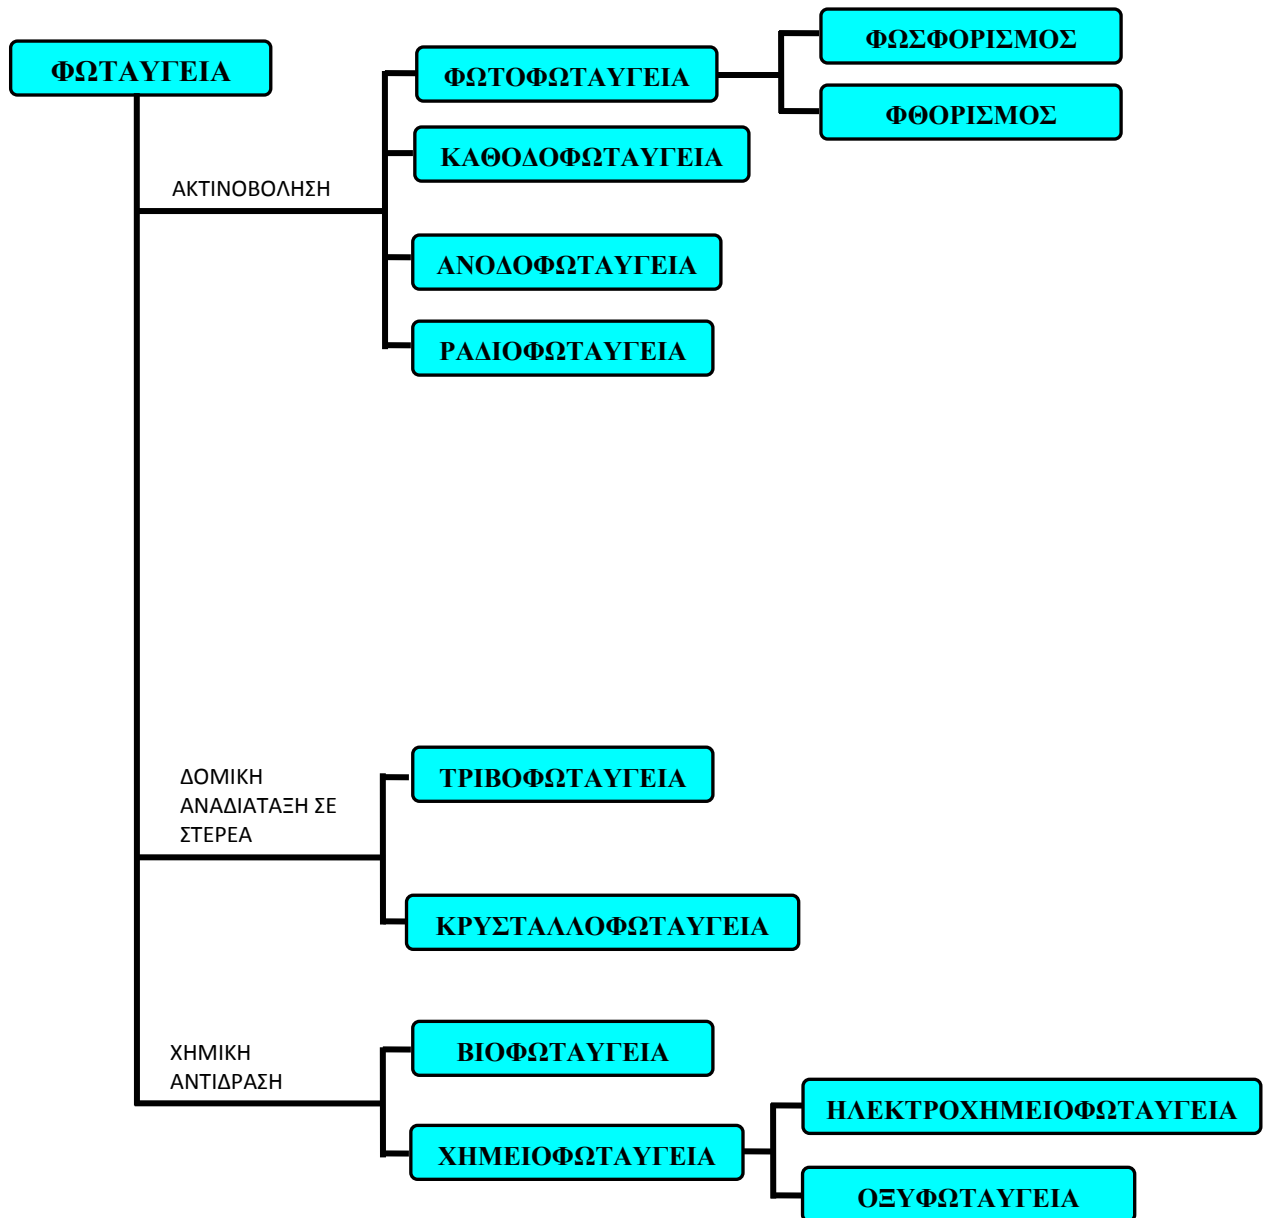 ΦΩΤΑΥΓΕΙΑ
ΑΚΤΙΝΟΒΟΛΗΣΗ
ΦΩΤΟΦΩΤΑΥΓΕΙΑ
ΦΩΣΦΟΡΙΣΜΟΣ
ΦΘΟΡΙΣΜΟΣ
ΚΑΘΟΔΟΦΩΤΑΥΓΕΙΑ
ΑΝΟΔΟΦΩΤΑΥΓΕΙΑ
ΡΑΔΙΟΦΩΤΑΥΓΕΙΑ
ΔΟΜΙΚΗ
ΑΝΑΔΙΑΤΑΞΗ ΣΕ
ΣΤΕΡΕΑ
ΤΡΙΒΟΦΩΤΑΥΓΕΙΑ
ΚΡΥΣΤΑΛΛΟΦΩΤΑΥΓΕΙΑ
ΧΗΜΙΚΗ
ΑΝΤΙΔΡΑΣΗ
ΒΙΟΦΩΤΑΥΓΕΙΑ
ΧΗΜΕΙΟΦΩΤΑΥΓΕΙΑ
ΗΛΕΚΤΡΟΧΗΜΕΙΟΦΩΤΑΥΓΕΙΑ
ΟΞΥΦΩΤΑΥΓΕΙΑ